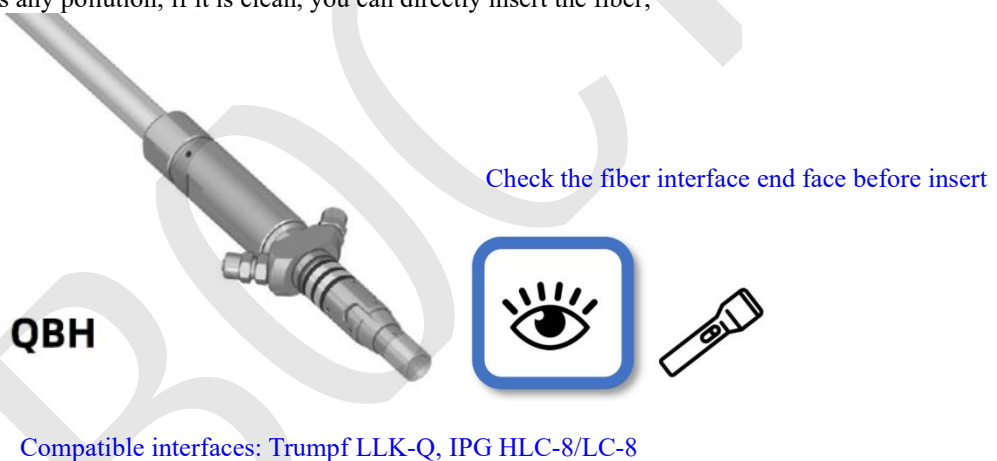 s any pollution, if it is clean, you can directly insert the fiber;
Check the fiber interface end face before insert
QBH
Compatible interfaces: Trumpf LLK-Q, IPG HLC-8/LC-8